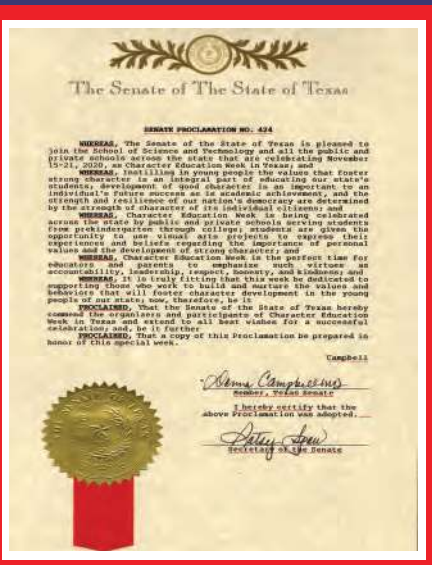 The Senate of The State of Texas
SENATE PROCLAMATION NO. 424
WHEREAS, The Senate of the State of Texas is pleased to
join the School of Science and Technology and all the public and
private schools across the state that are celebrating November
15-21, 2020, as Character Education Week in Texas; and
WHEREAS, Instilling in young people the values that foster
strong character is an integral part of educating our state's
students; development of good character is as important to an
individual's future success as is academic achievement, and the
strength and resilience of our nation's democracy are determined
by the strength of character of its individual citizens; and
WHEREAS, Character Education Week is being celebrated
across the state by public and private schools serving students
from prekindergarten through college; students are given the
opportunity to use visual arts projects to express their
experiences and beliefs regarding the importance of personal
values and the development of strong character; and
WHEREAS, Character Education Week is the perfect time for
educators and parents to emphasize such virtues as
accountability, leadership, respect, honesty, and kindness; and
WHEREAS, It is truly fitting that this week be dedicated to
supporting those who work to build and nurture the values and
behaviors that will foster character development in the young
people of our state; now, therefore, be it
PROCLAIMED, That the Senate of the State of Texas hereby
commend the organizers and participants of Character Education
Week in Texas and extend to all best wishes for a successful
celebration; and, be it further
PROCLAIMED, That a copy of this Proclamation be prepared in
honor of this special week.
Campbell
Donna Campbell
Member, Texas Senate
I hereby certify that the
above Proclamation was adopted.
Patsy Spaw
Secretary of the Senate